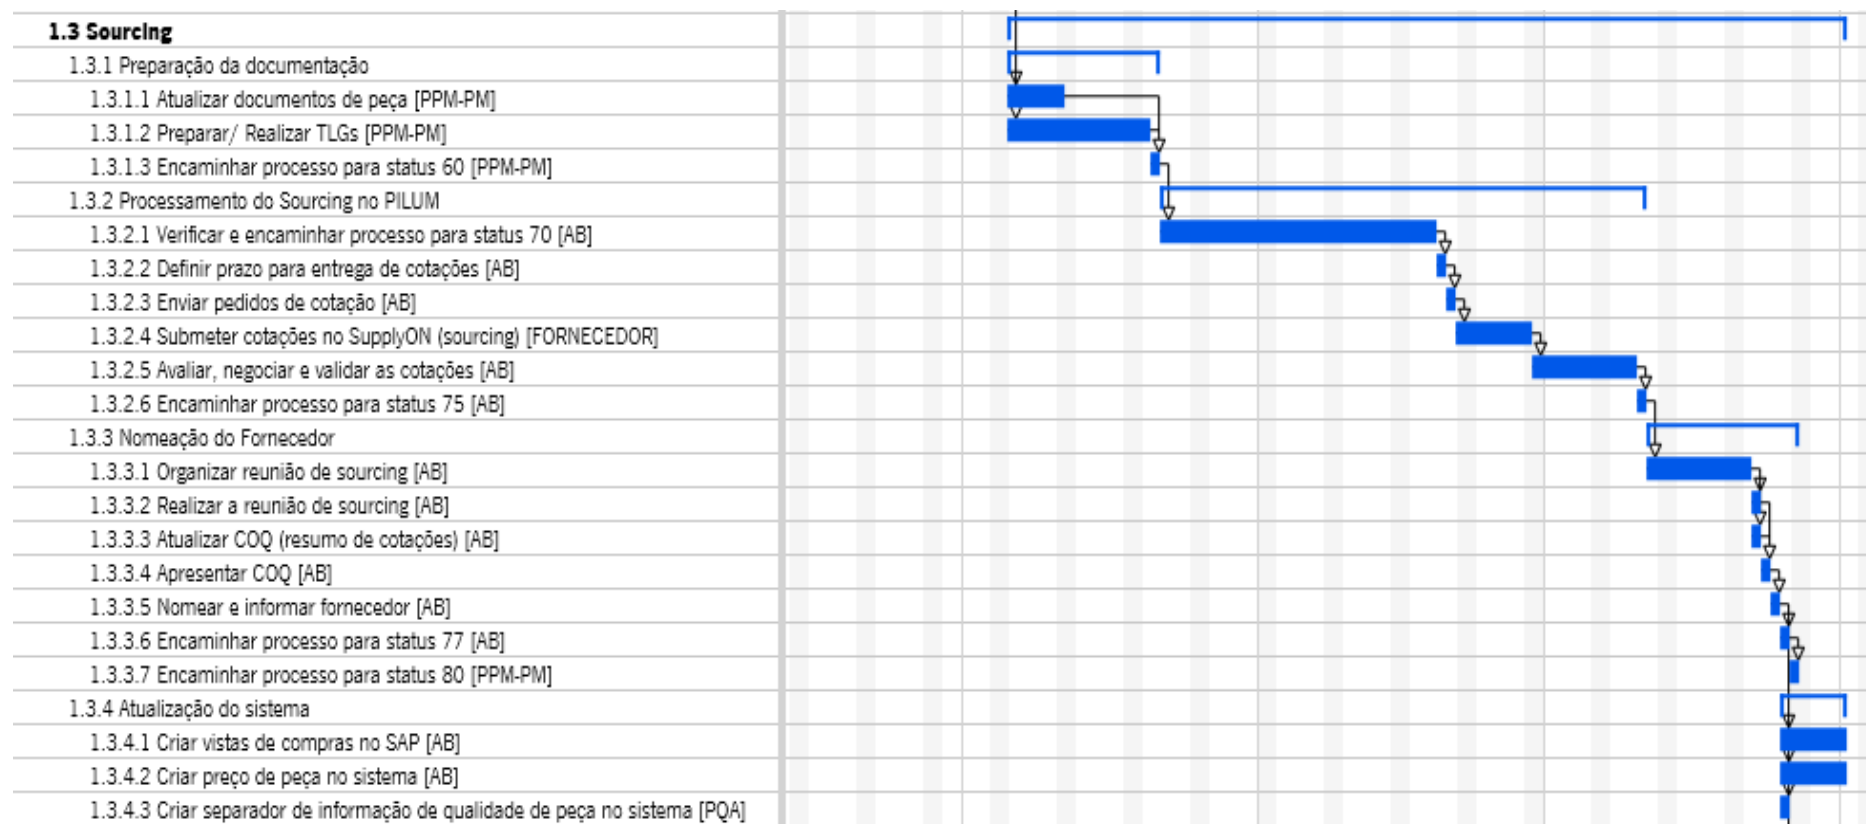 1.3 Sourcing
1.3.1 Preparação da documentação
1.3.1.1 Atualizar documentos de peça [PPM-PM]
1.3.1.2 Preparar/ Realizar TLGs [PPM-PM]
1.3.1.3 Encaminhar processo para status 60 [PPM-PM]
1.3.2 Processamento do Sourcing no PILUM
1.3.2.1 Verificar e encaminhar processo para status 70 [AB]
1.3.2.2 Definir prazo para entrega de cotações [AB]
1.3.2.3 Enviar pedidos de cotação [AB]
1.3.2.4 Submeter cotações no SupplyON (sourcing) [FORNECEDOR]
1.3.2.5 Avaliar, negociar e validar as cotações [AB]
1.3.2.6 Encaminhar processo para status 75 [AB]
1.3.3 Nomeação do Fornecedor
1.3.3.1 Organizar reunião de sourcing [AB]
1.3.3.2 Realizar a reunião de sourcing [AB]
1.3.3.3 Atualizar COQ (resumo de cotações) [AB]
1.3.3.4 Apresentar COQ [AB]
1.3.3.5 Nomear e informar fornecedor [AB]
1.3.3.6 Encaminhar processo para status 77 [AB]
1.3.3.7 Encaminhar processo para status 80 [PPM-PM]
1.3.4 Atualização do sistema
1.3.4.1 Criar vistas de compras no SAP [AB]
1.3.4.2 Criar preço de peça no sistema [AB]
1.3.4.3 Criar separador de informação de qualidade de peça no sistema [PQA]